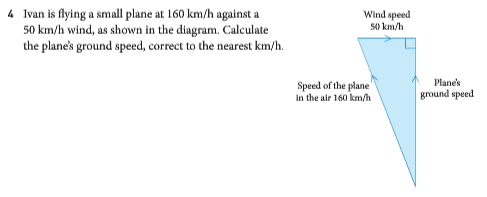 4 Ivan is flying a small plane at 160 km/h against a
50 km/h wind, as shown in the diagram. Calculate
the plane's ground speed, correct to the nearest km/h.
Wind speed
50 km/h
Speed of the plane
in the air 160 km/h
Plane's
ground speed